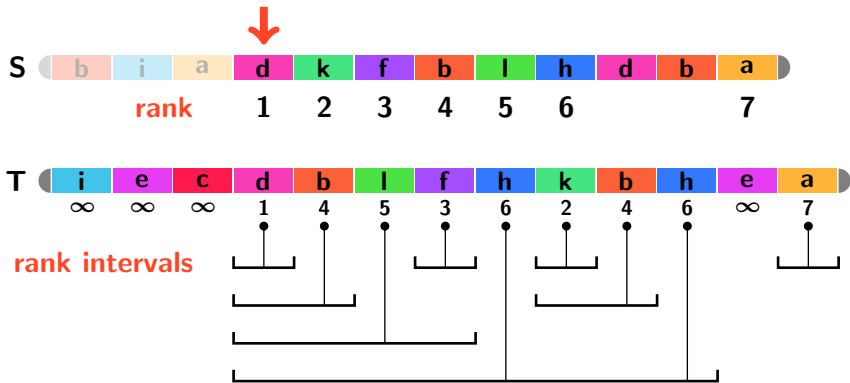 S b i a d k f b l h d b a
rank 1 2 3 4 5 6 7
T i e c d b l f h k b h e a
∞ ∞ ∞ 1 4 5 3 6 2 4 6 ∞ 7
rank intervals